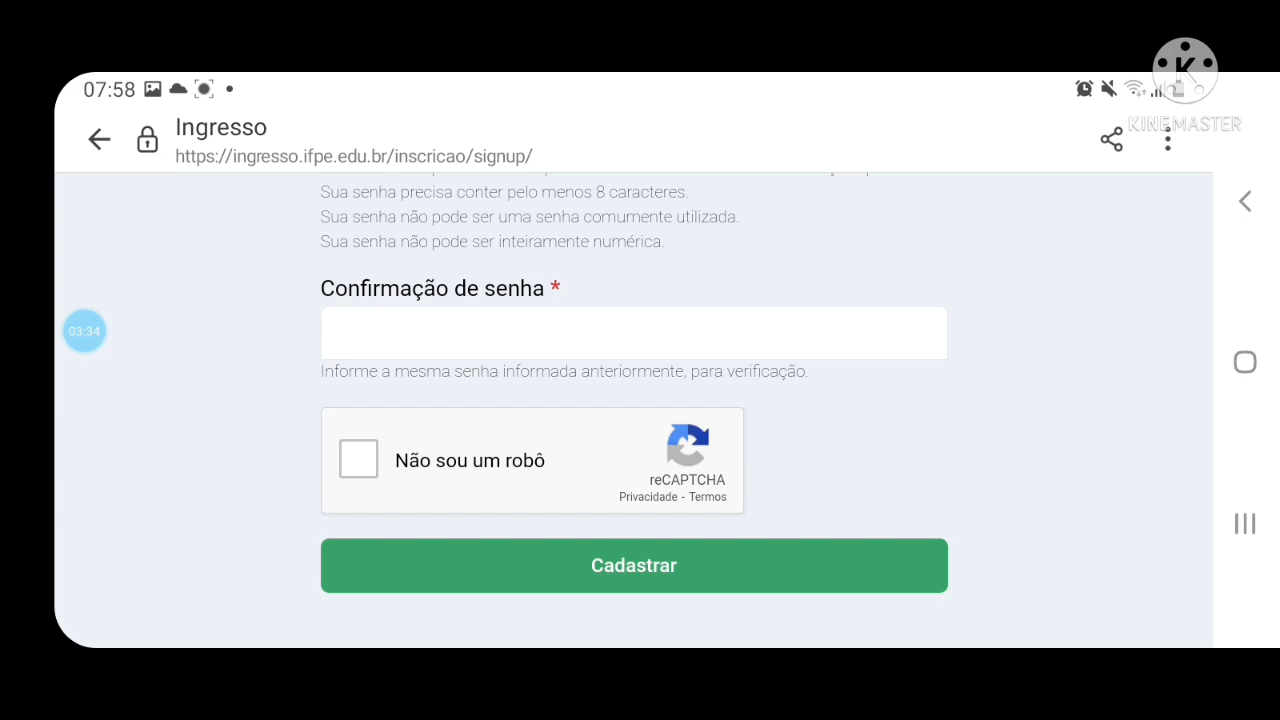 07:58
Ingresso
https://ingresso.ifpe.edu.br/inscricao/signup/
KINEMASTER
Sua senha precisa conter pelo menos 8 caracteres.
Sua senha não pode ser uma senha comumente utilizada.
Sua senha não pode ser inteiramente numérica.
Confirmação de senha *
03:34
Informe a mesma senha informada anteriormente, para verificação.
Não sou um robô
reCAPTCHA
Privacidade - Termos
Cadastrar